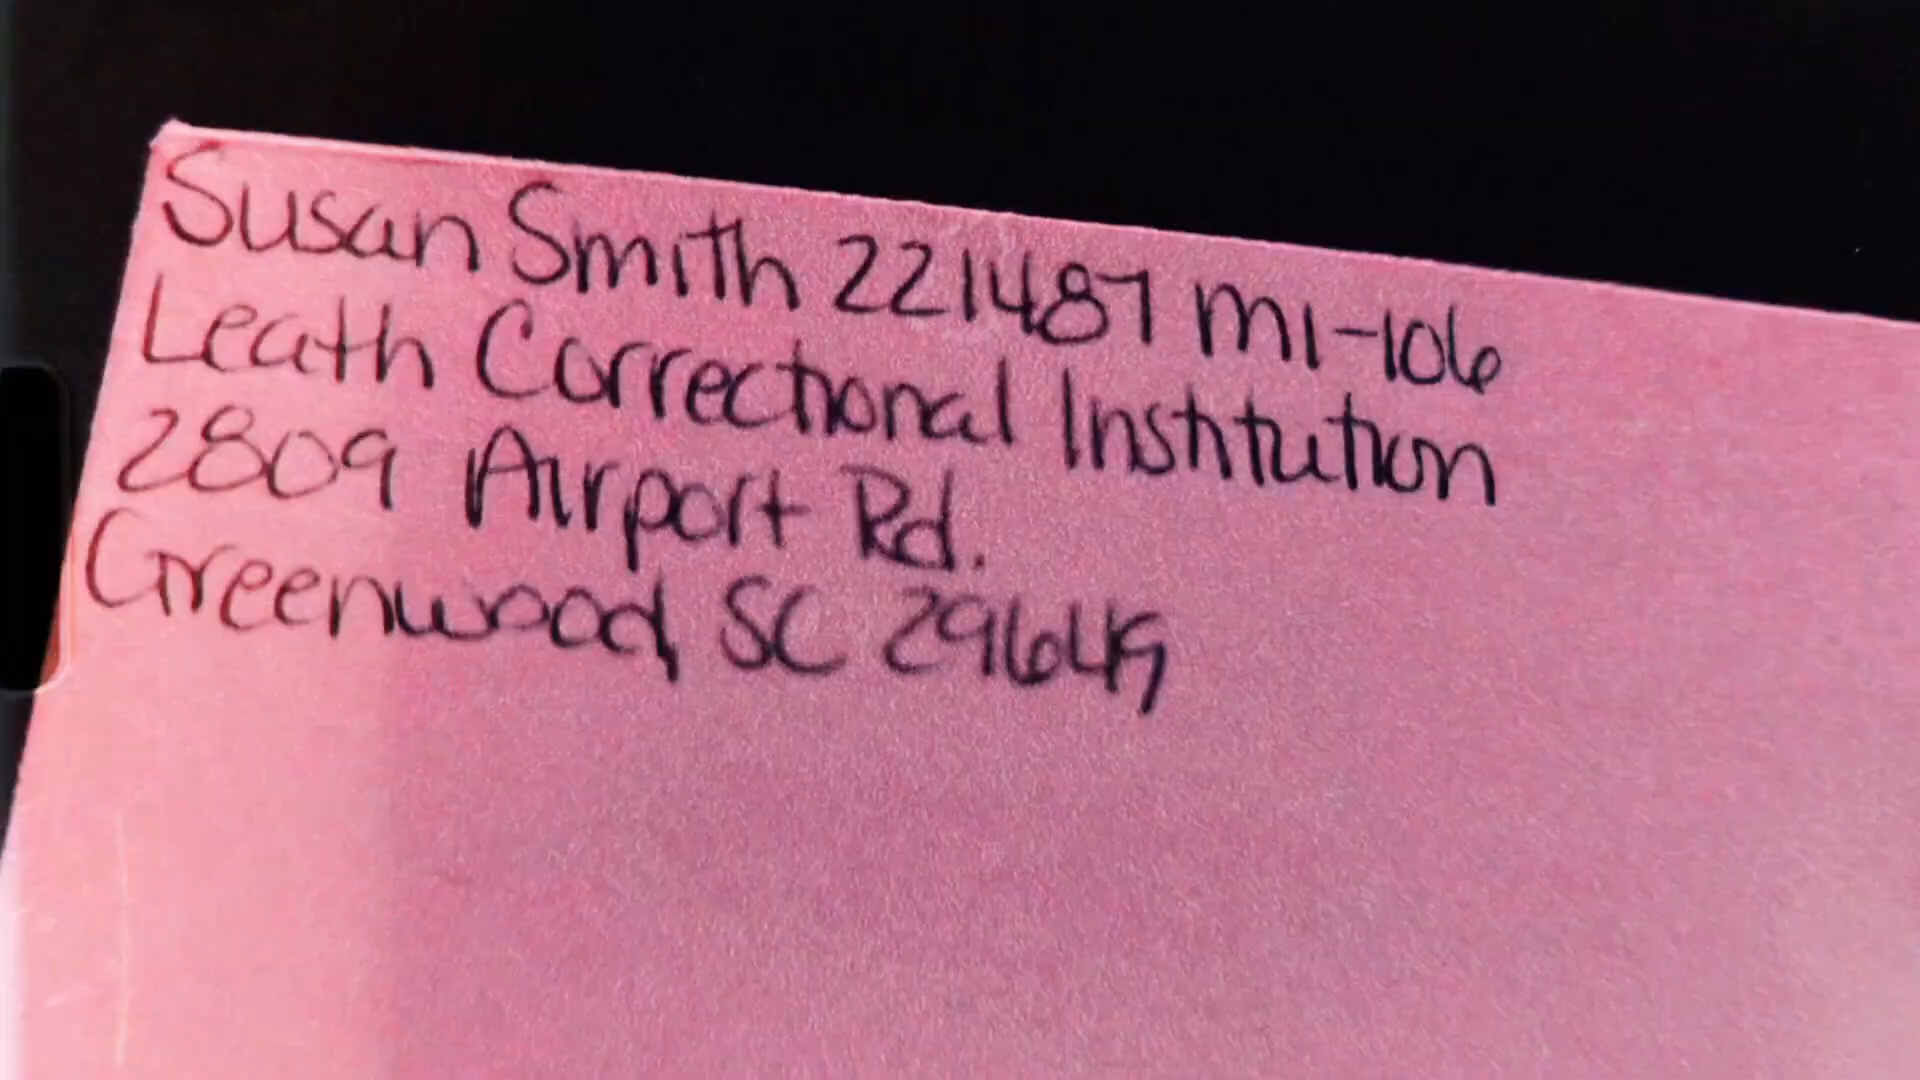 Susan Smith 221487 M1-106
Leath Correctional Institution
2809 Airport Rd.
Greenwood, SC 29649